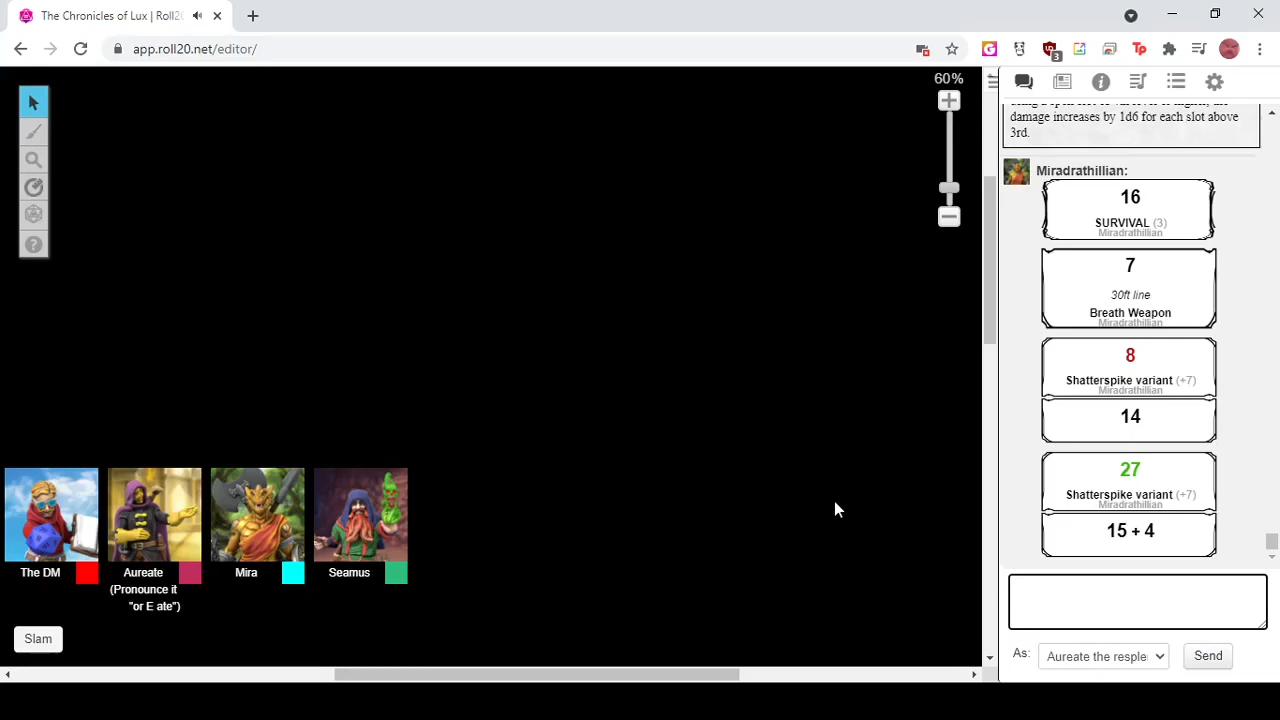 The Chronicles of Lux | Roll20
app.roll20.net/editor/
3
60%
damage increases by 1d6 for each slot above
3rd.
Miradrathillian:
16
SURVIVAL (3)
Miradrathillian
7
30ft line
Breath Weapon
Miradrathillian
8
Shatterspike variant (+7)
Miradrathillian
14
27
Shatterspike variant (+7)
Miradrathillian
15 + 4
The DM
Aureate
(Pronounce it
"or E ate")
Mira
Seamus
Slam
As:
Aureate the resple
Send